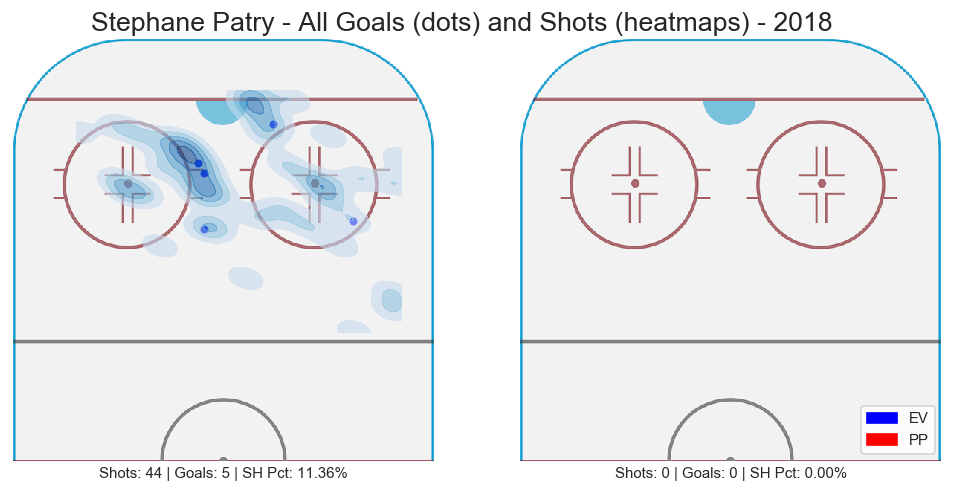 Stephane Patry - All Goals (dots) and Shots (heatmaps) - 2018
EV
PP
Shots: 44 | Goals: 5 | SH Pct: 11.36%
Shots: 0 | Goals: 0 | SH Pct: 0.00%